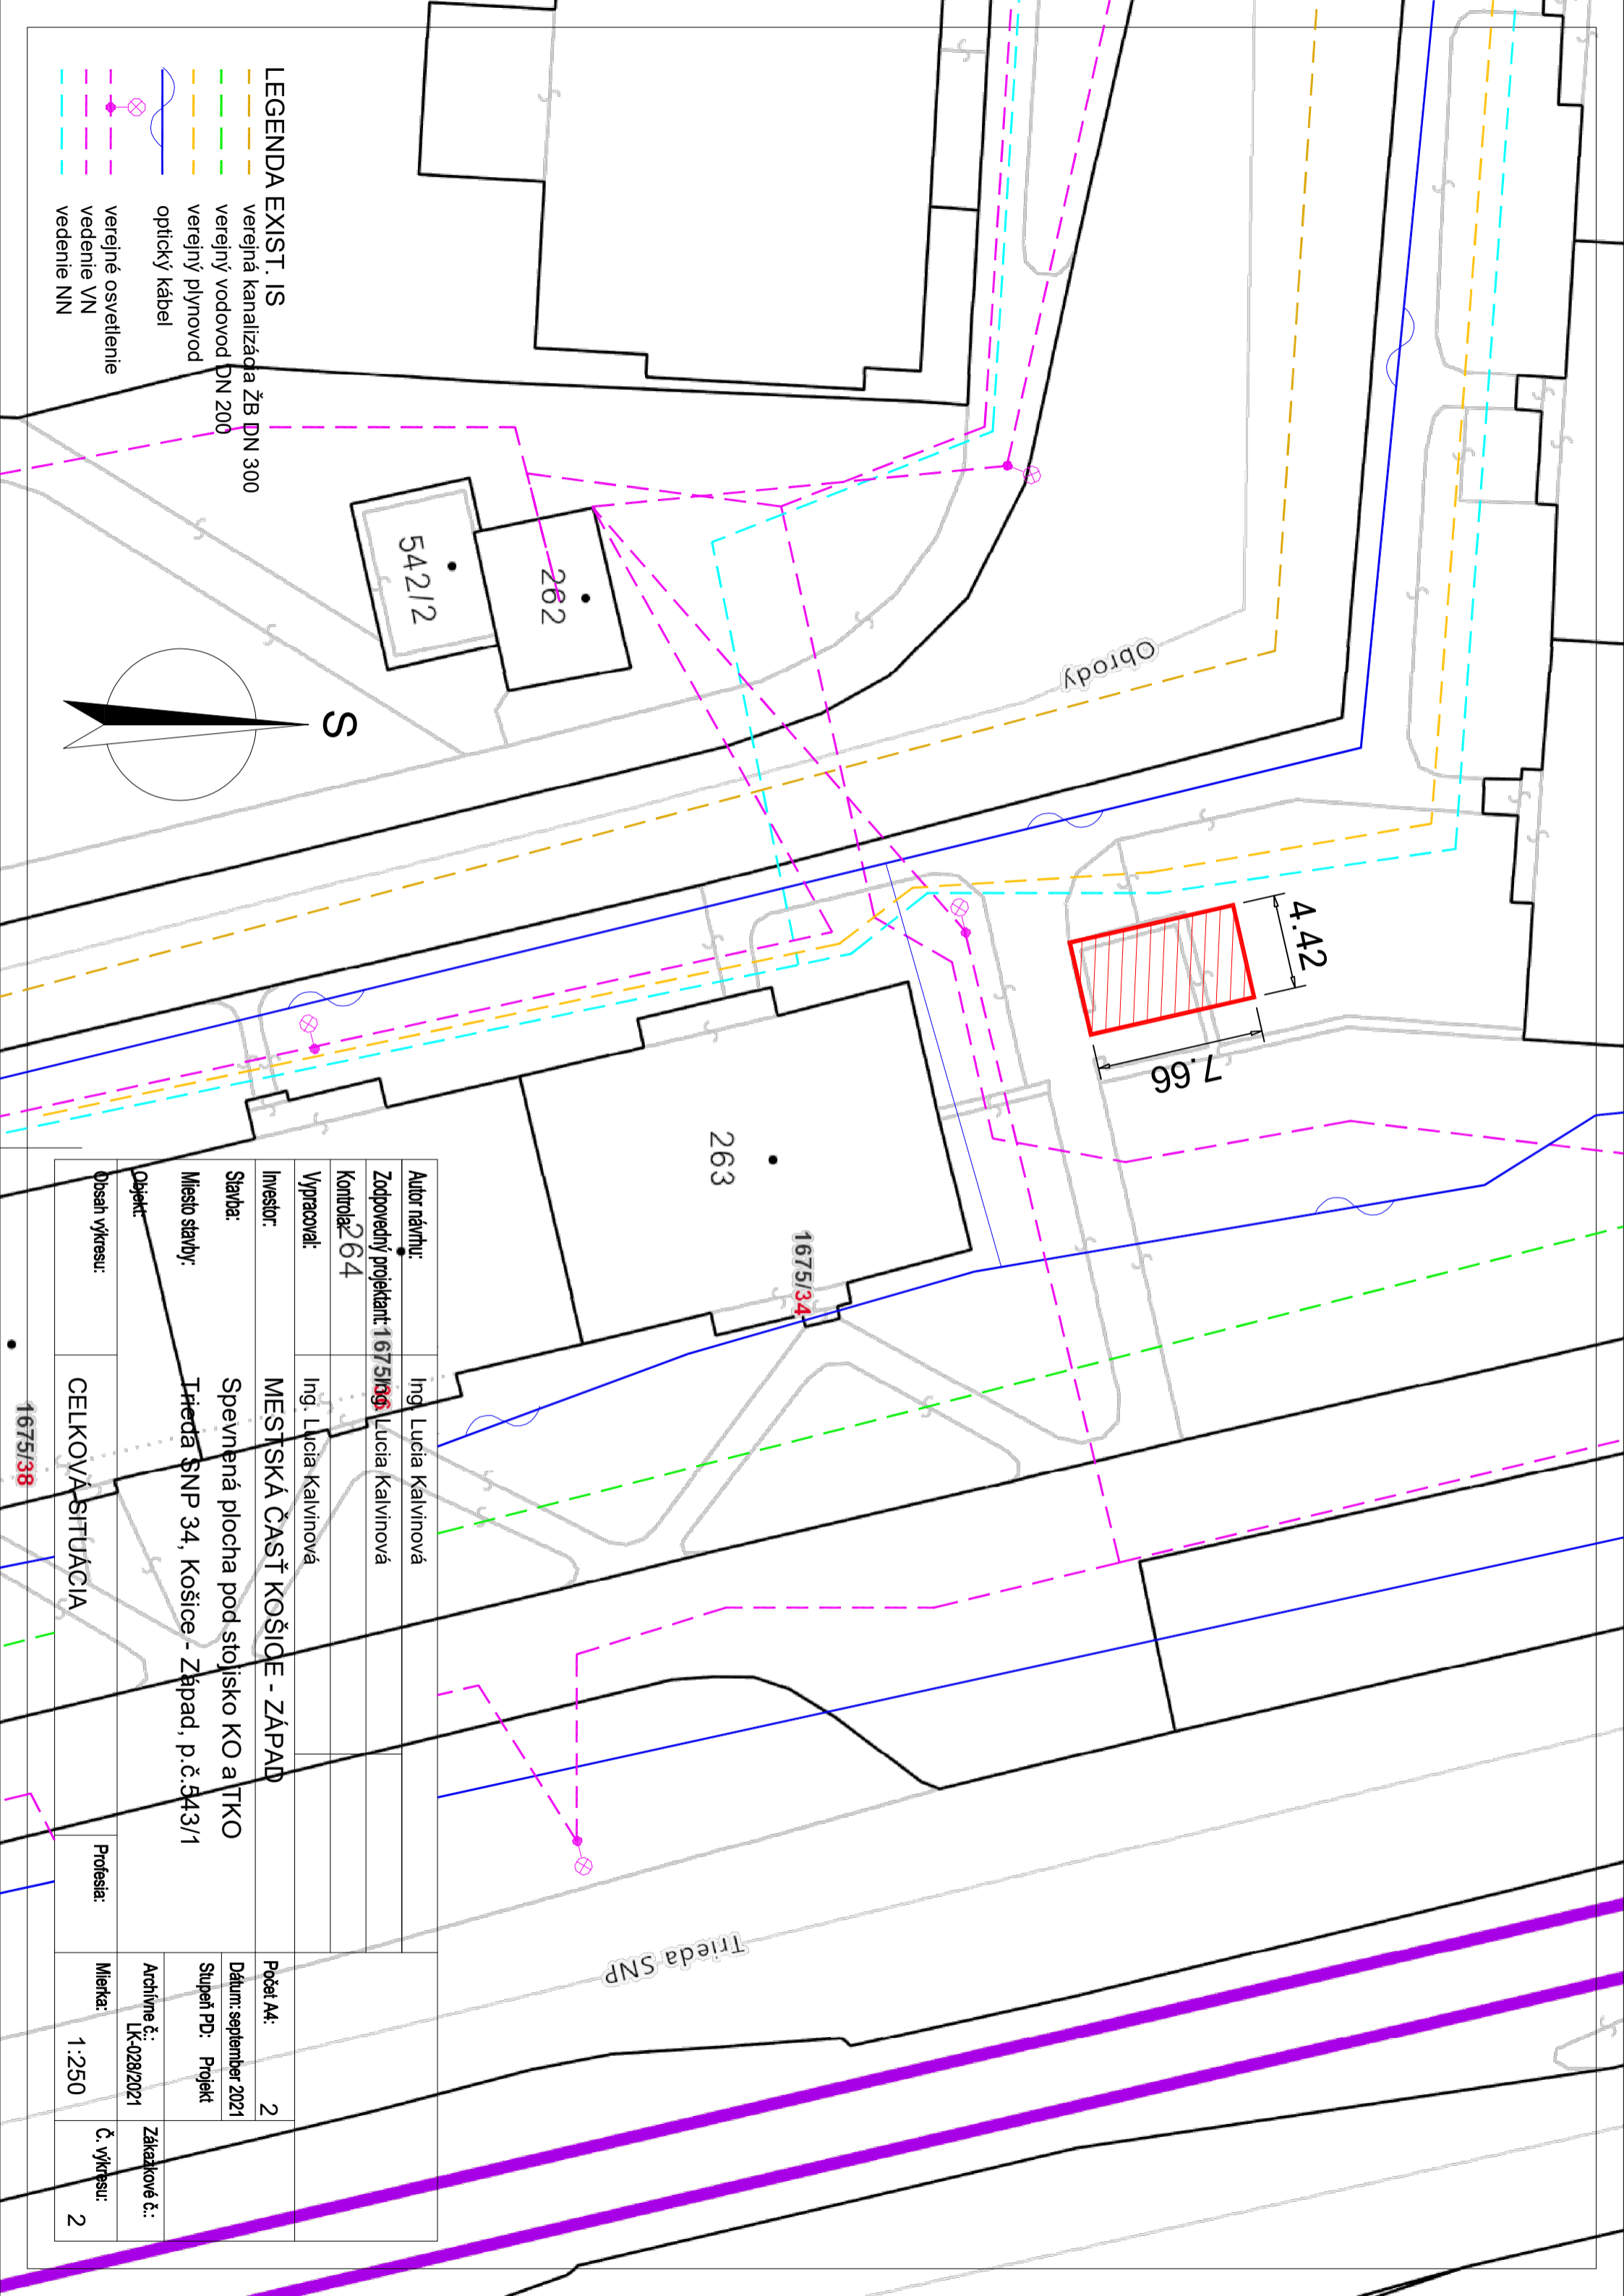 LEGENDA EXIST. IS
verejná kanalizácia ŽB DN 300
verejný vodovod DN 200
verejný plynovod
optický kábel
verejné osvetlenie
vedenie VN
vedenie NN
542/2
262
S
Obrody
4.42
7.66
263
1675/34
264
1675/36
1675/38
Trieda SNP
Autor návrhu: Ing. Lucia Kalvinová
Zodpovedný projektant: Ing. Lucia Kalvinová
Kontrola:
Vypracoval: Ing. Lucia Kalvinová
Investor: MESTSKÁ ČASŤ KOŠICE - ZÁPAD
Stavba: Spevnená plocha pod stojisko KO a TKO
Miesto stavby: Trieda SNP 34, Košice - Západ, p.č.543/1
Objekt:
Obsah výkresu: CELKOVÁ SITUÁCIA
Profesia:
Počet A4: 2
Dátum: september 2021
Stupeň PD: Projekt
Archívne č.: LK-028/2021
Zákazkové č.:
Mierka: 1:250
Č. výkresu: 2